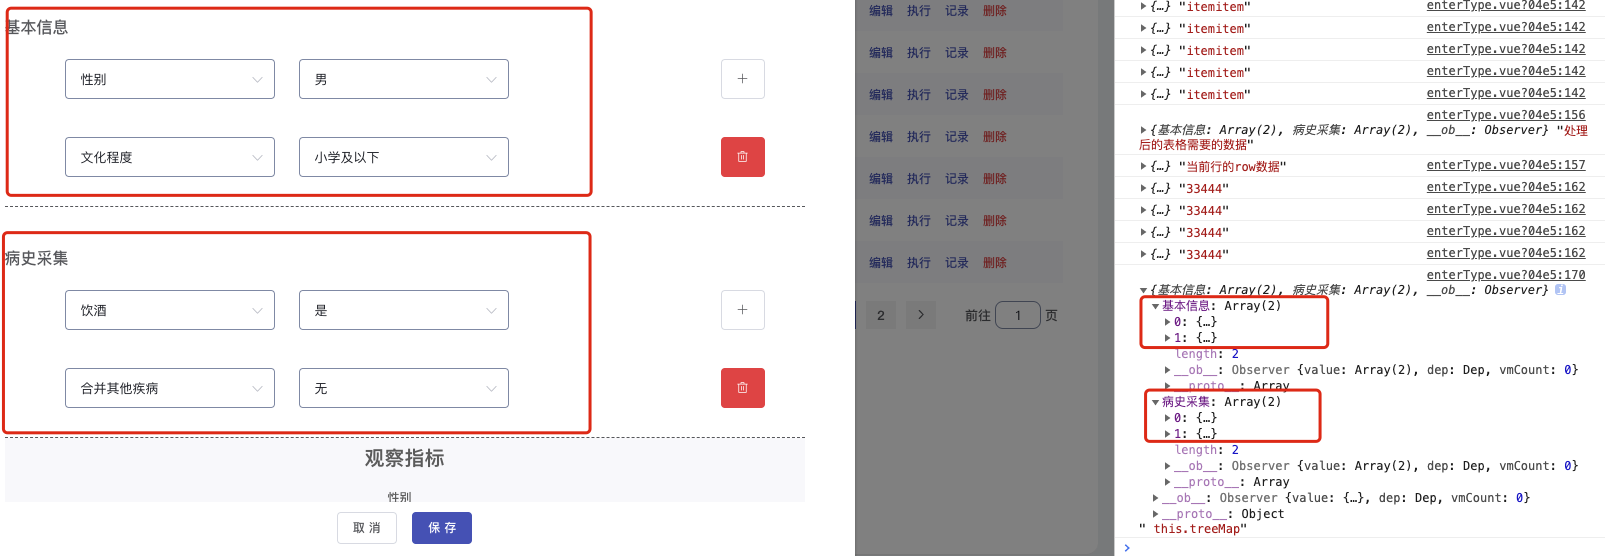 基本信息
性别 男
文化程度 小学及以下
病史采集
饮酒 是
合并其他疾病 无
观察指标
性别
取 消 保 存
编辑 执行 记录 删除
编辑 执行 记录 删除
编辑 执行 记录 删除
编辑 执行 记录 删除
编辑 执行 记录 删除
编辑 执行 记录 删除
编辑 执行 记录 删除
2 > 前往 1 页
{…} "itemitem" enterType.vue?04e5:142
{…} "itemitem" enterType.vue?04e5:142
{…} "itemitem" enterType.vue?04e5:142
{…} "itemitem" enterType.vue?04e5:142
{…} "itemitem" enterType.vue?04e5:142
enterType.vue?04e5:156
{基本信息: Array(2), 病史采集: Array(2), __ob__: Observer} "处理
后的表格需要的数据"
{…} "当前行的row数据" enterType.vue?04e5:157
{…} "33444" enterType.vue?04e5:162
{…} "33444" enterType.vue?04e5:162
{…} "33444" enterType.vue?04e5:162
{…} "33444" enterType.vue?04e5:162
enterType.vue?04e5:170
{基本信息: Array(2), 病史采集: Array(2), __ob__: Observer} i
基本信息: Array(2)
0: {…}
1: {…}
length: 2
__ob__: Observer {value: Array(2), dep: Dep, vmCount: 0}
__proto__: Array
病史采集: Array(2)
0: {…}
1: {…}
length: 2
__ob__: Observer {value: Array(2), dep: Dep, vmCount: 0}
__proto__: Array
__ob__: Observer {value: {…}, dep: Dep, vmCount: 0}
__proto__: Object
" this.treeMap"